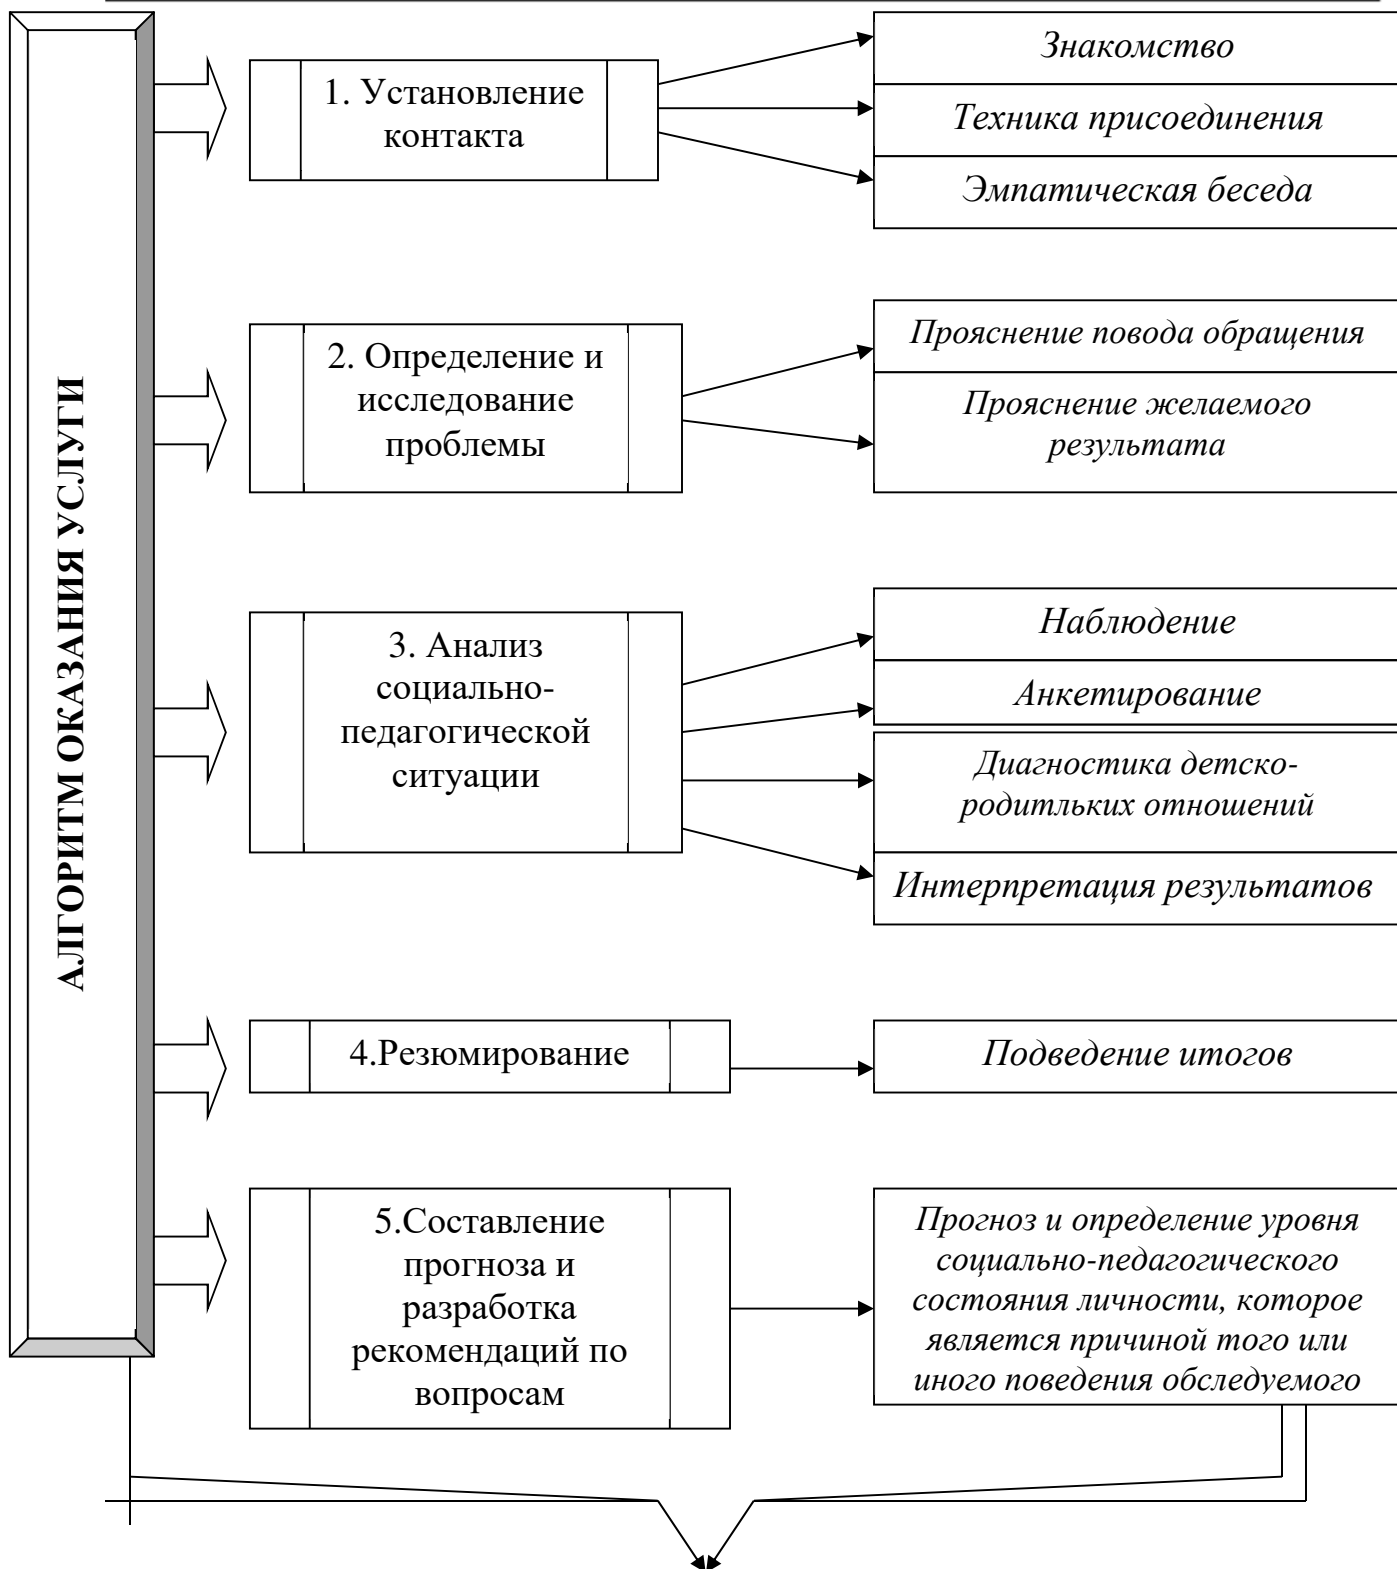 АЛГОРИТМ ОКАЗАНИЯ УСЛУГИ
1. Установление
контакта
Знакомство
Техника присоединения
Эмпатическая беседа
2. Определение и
исследование
проблемы
Прояснение повода обращения
Прояснение желаемого
результата
3. Анализ
социально-
педагогической
ситуации
Наблюдение
Анкетирование
Диагностика детско-
родитльких отношений
Интерпретация результатов
4.Резюмирование
Подведение итогов
5.Составление
прогноза и
разработка
рекомендаций по
вопросам
Прогноз и определение уровня
социально-педагогического
состояния личности, которое
является причиной того или
иного поведения обследуемого